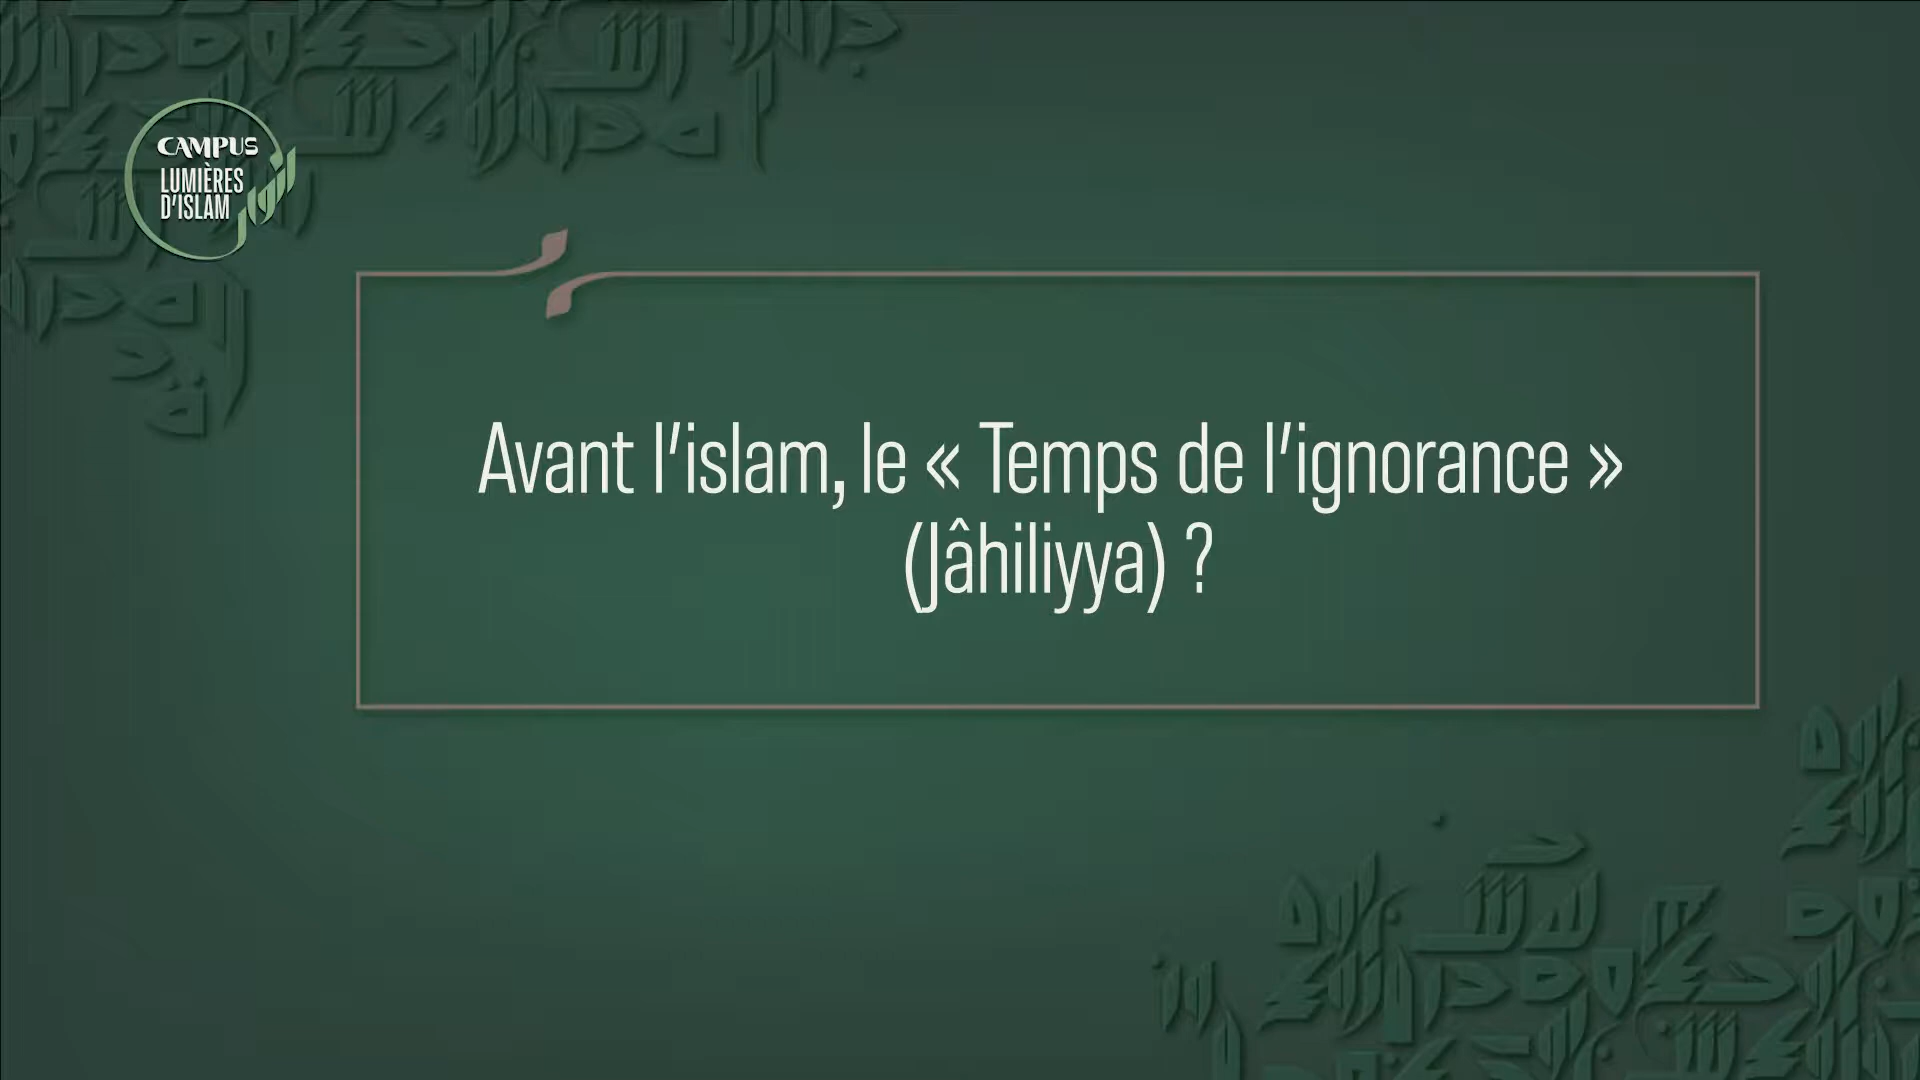 CAMPUS
LUMIÈRES
D'ISLAM
Avant l'islam, le « Temps de l'ignorance »
(Jâhiliyya) ?